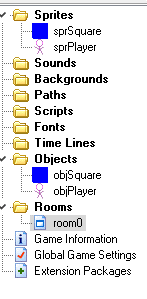 Sprites
sprSquare
sprPlayer
Sounds
Backgrounds
Paths
Scripts
Fonts
Time Lines
Objects
objSquare
objPlayer
Rooms
room0
Game Information
Global Game Settings
Extension Packages